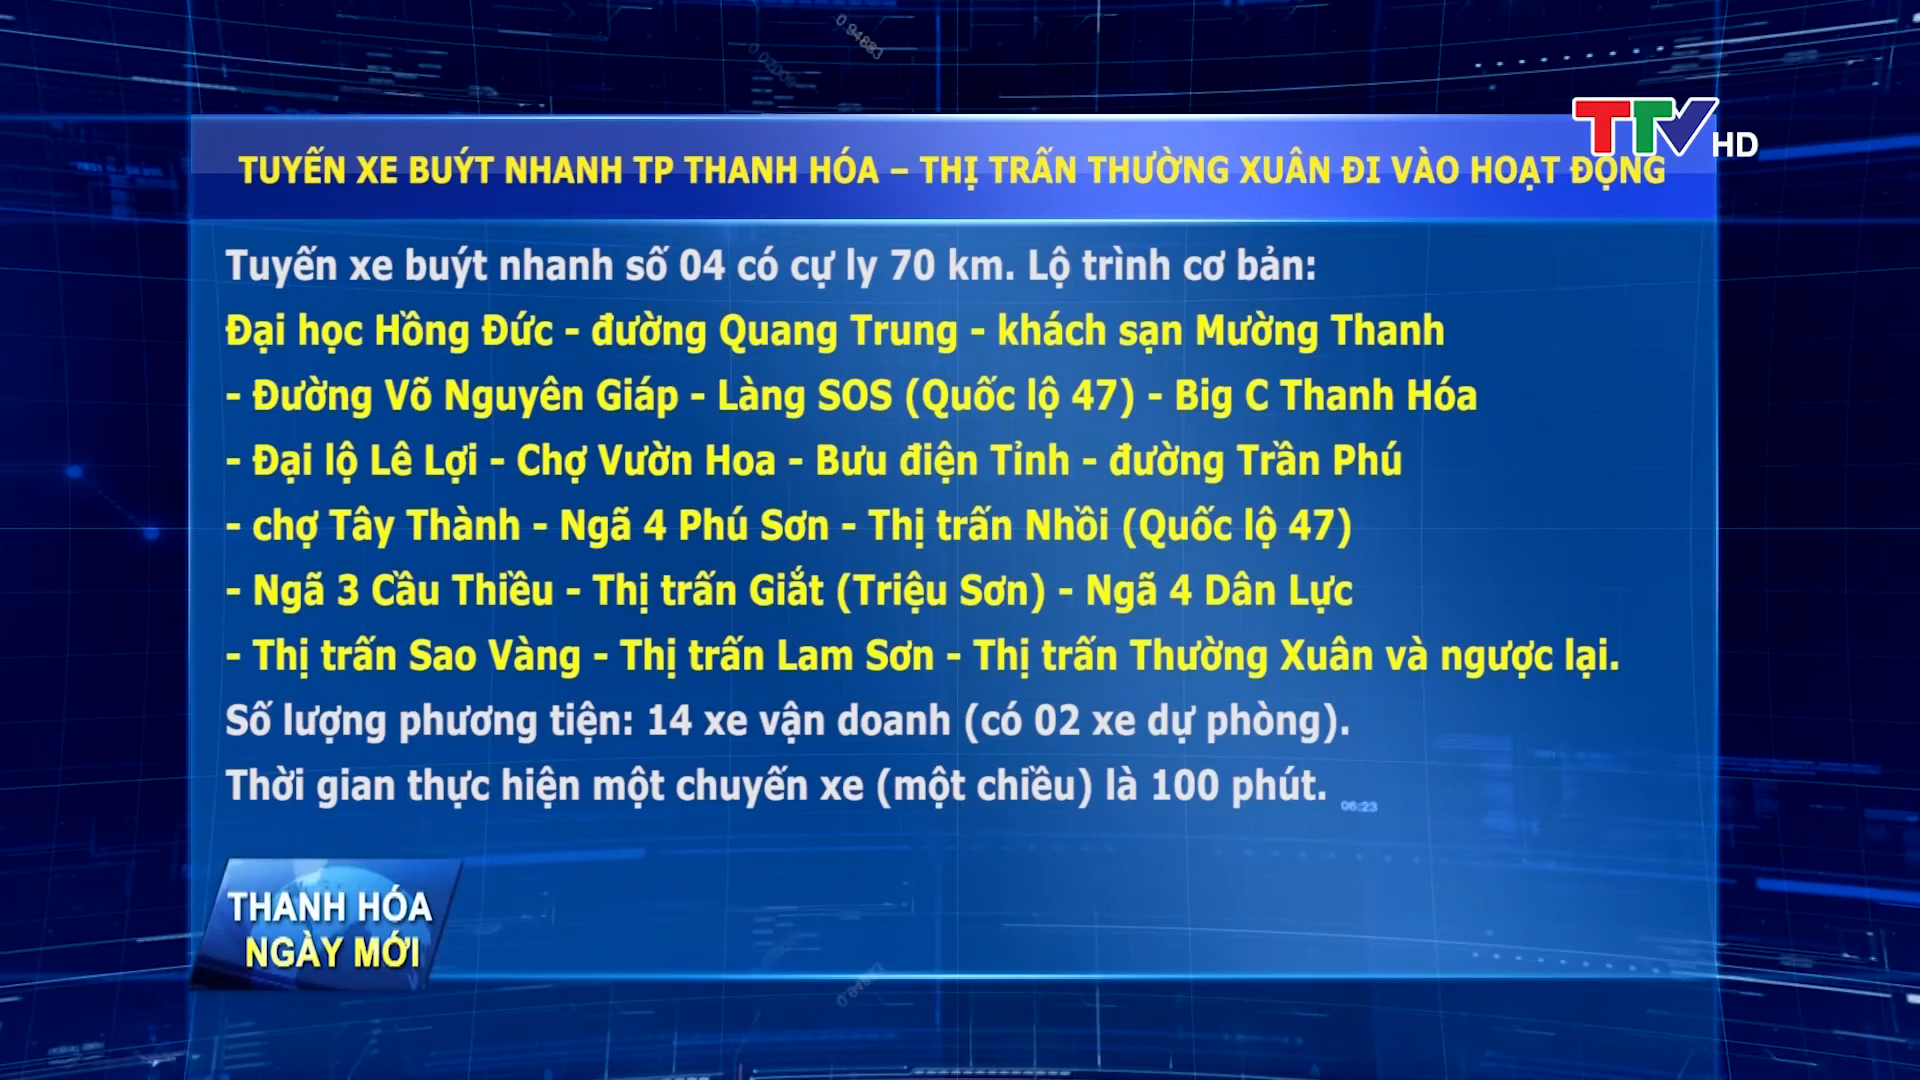 0.94883
0.02009
TTV HD
TUYẾN XE BUÝT NHANH TP THANH HÓA – THỊ TRẤN THƯỜNG XUÂN ĐI VÀO HOẠT ĐỘNG
Tuyến xe buýt nhanh số 04 có cự ly 70 km. Lộ trình cơ bản:
Đại học Hồng Đức - đường Quang Trung - khách sạn Mường Thanh
- Đường Võ Nguyên Giáp - Làng SOS (Quốc lộ 47) - Big C Thanh Hóa
- Đại lộ Lê Lợi - Chợ Vườn Hoa - Bưu điện Tỉnh - đường Trần Phú
- chợ Tây Thành - Ngã 4 Phú Sơn - Thị trấn Nhồi (Quốc lộ 47)
- Ngã 3 Cầu Thiều - Thị trấn Giắt (Triệu Sơn) - Ngã 4 Dân Lực
- Thị trấn Sao Vàng - Thị trấn Lam Sơn - Thị trấn Thường Xuân và ngược lại.
Số lượng phương tiện: 14 xe vận doanh (có 02 xe dự phòng).
Thời gian thực hiện một chuyến xe (một chiều) là 100 phút.
06:23
THANH HÓA
NGÀY MỚI